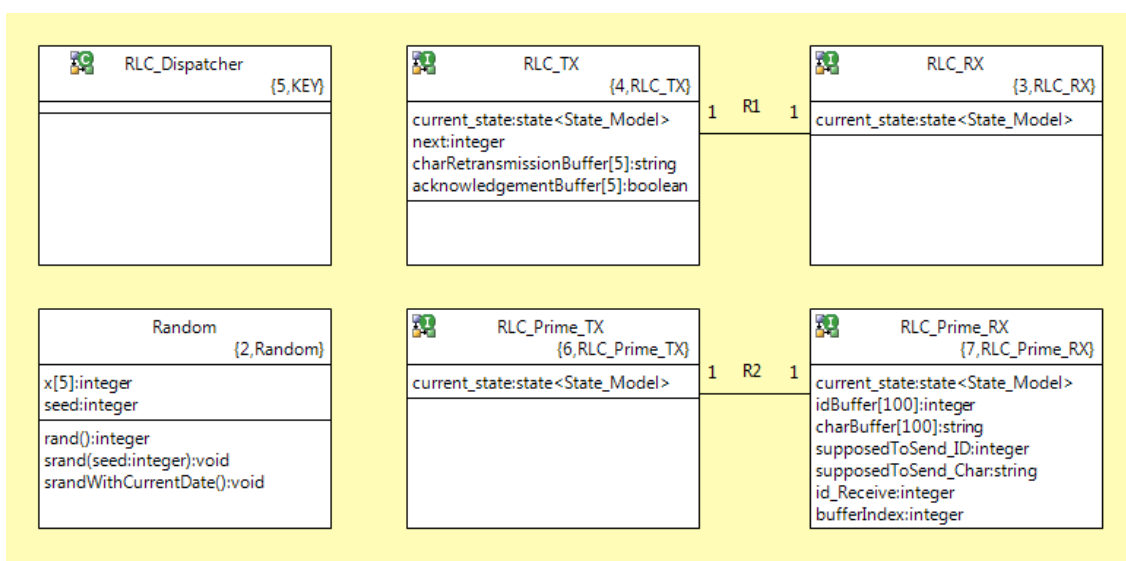 RLC_Dispatcher
{5,KEY}
RLC_TX
{4,RLC_TX}
current_state:state<State_Model>
next:integer
charRetransmissionBuffer[5]:string
acknowledgementBuffer[5]:boolean
1 R1 1
RLC_RX
{3,RLC_RX}
current_state:state<State_Model>
Random
{2,Random}
x[5]:integer
seed:integer
rand():integer
srand(seed:integer):void
srandWithCurrentDate():void
RLC_Prime_TX
{6,RLC_Prime_TX}
current_state:state<State_Model>
1 R2 1
RLC_Prime_RX
{7,RLC_Prime_RX}
current_state:state<State_Model>
idBuffer[100]:integer
charBuffer[100]:string
supposedToSend_ID:integer
supposedToSend_Char:string
id_Receive:integer
bufferIndex:integer